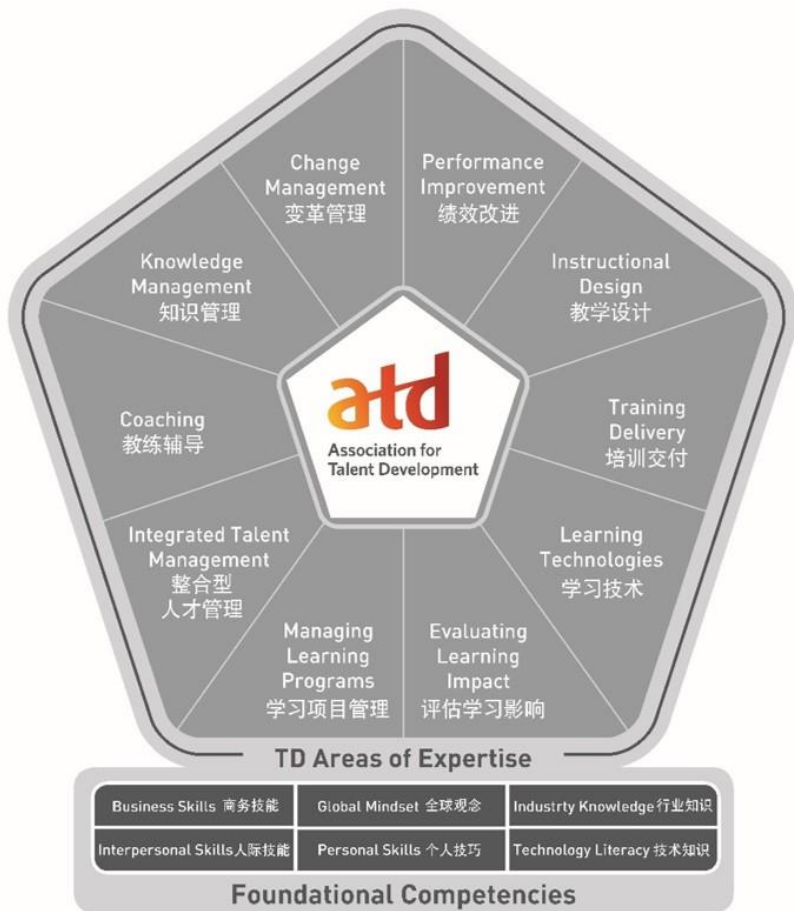 Change
Management
变革管理
Performance
Improvement
绩效改进
Instructional
Design
教学设计
Training
Delivery
培训交付
Learning
Technologies
学习技术
Evaluating
Learning
Impact
评估学习影响
Managing
Learning
Programs
学习项目管理
Integrated Talent
Management
整合型
人才管理
Coaching
教练辅导
Knowledge
Management
知识管理
atd
Association for
Talent Development
TD Areas of Expertise
Business Skills 商务技能
Global Mindset 全球观念
Industrty Knowledge 行业知识
Interpersonal Skills 人际技能
Personal Skills 个人技巧
Technology Literacy 技术知识
Foundational Competencies